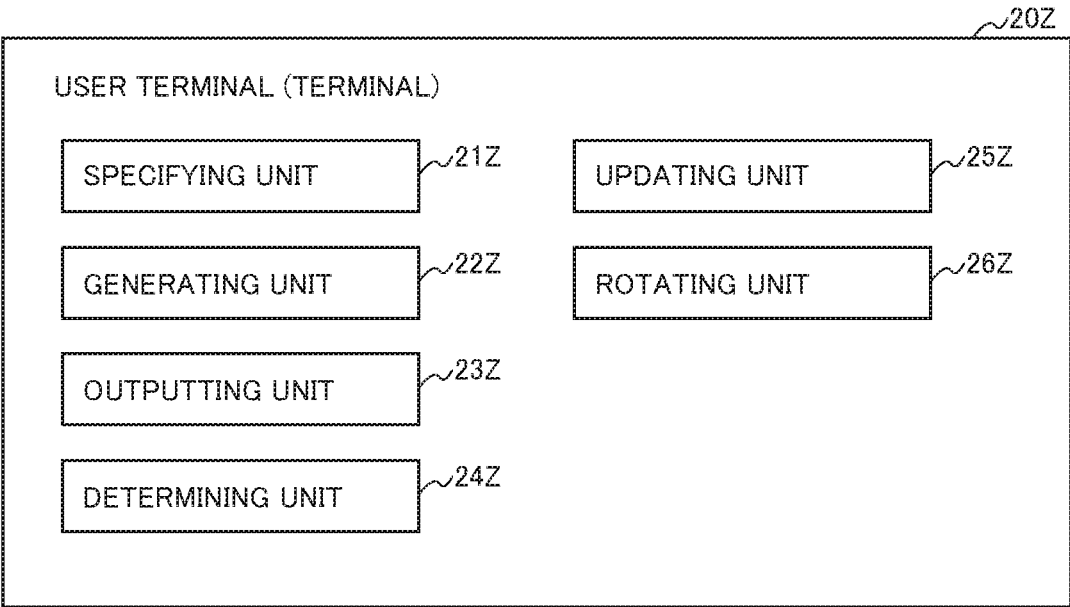 20Z
USER TERMINAL (TERMINAL)
SPECIFYING UNIT 21Z
GENERATING UNIT 22Z
OUTPUTTING UNIT 23Z
DETERMINING UNIT 24Z
UPDATING UNIT 25Z
ROTATING UNIT 26Z